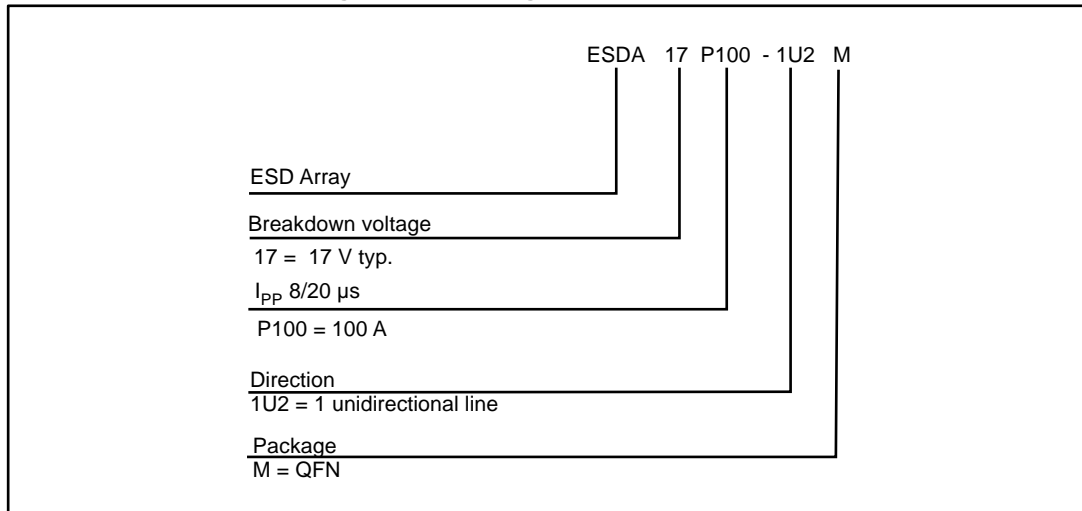 ESDA 17 P100 - 1U2 M
ESD Array
Breakdown voltage
17 = 17 V typ.
IPP 8/20 µs
P100 = 100 A
Direction
1U2 = 1 unidirectional line
Package
M = QFN